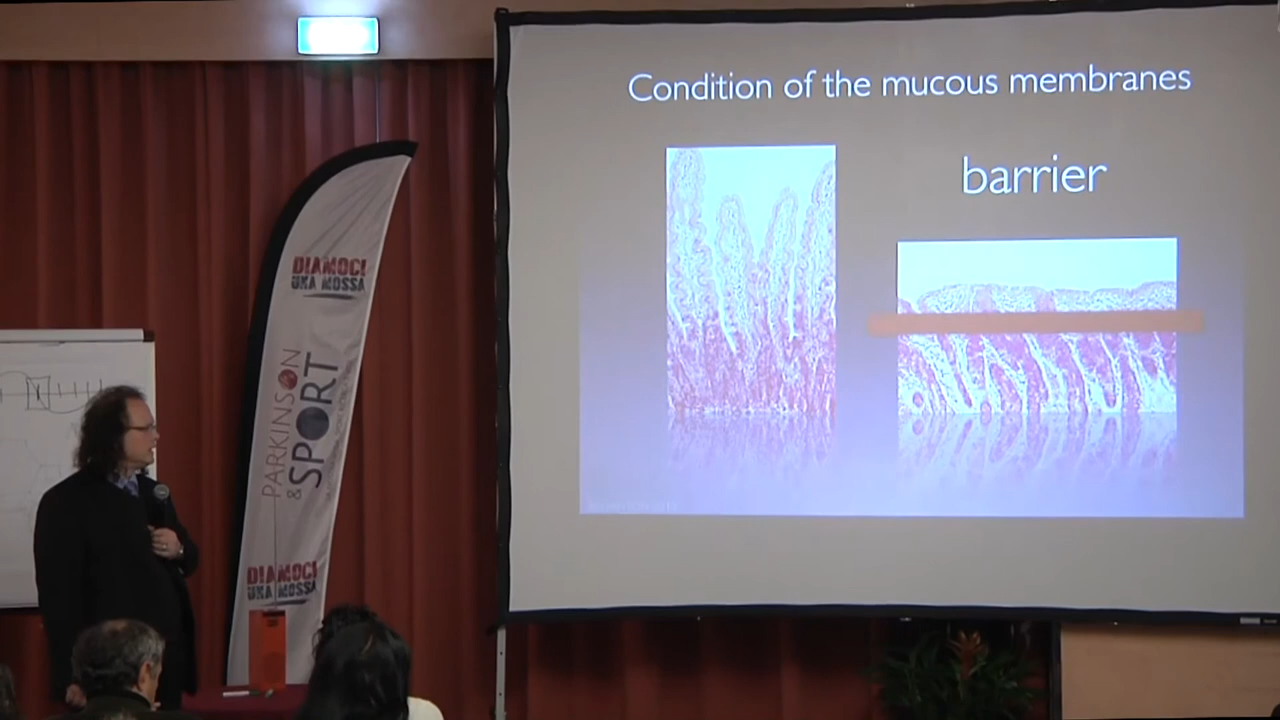 Condition of the mucous membranes
barrier
DIAMOCI
UNA MOSSA
PARKINSON
& SPORT
DIAMOCI
UNA MOSSA